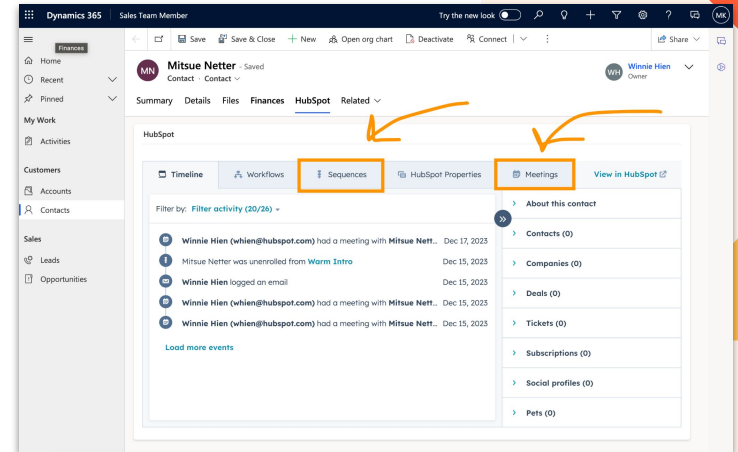 Dynamics 365 Sales Team Member Try the new look MK
Finances
Save Save & Close New Open org chart Deactivate Connect Share
Home
Recent
Pinned
My Work
Activities
Customers
Accounts
Contacts
Sales
Leads
Opportunities
MN Mitsue Netter - Saved
Contact · Contact
WH Winnie Hien
Owner
Summary Details Files Finances HubSpot Related
HubSpot
Timeline Workflows Sequences HubSpot Properties Meetings View in HubSpot
Filter by: Filter activity (20/26)
Winnie Hien (whien@hubspot.com) had a meeting with Mitsue Nett.. Dec 17, 2023
Mitsue Netter was unenrolled from Warm Intro Dec 15, 2023
Winnie Hien logged an email Dec 15, 2023
Winnie Hien (whien@hubspot.com) had a meeting with Mitsue Nett.. Dec 15, 2023
Winnie Hien (whien@hubspot.com) had a meeting with Mitsue Nett.. Dec 15, 2023
Load more events
About this contact
Contacts (0)
Companies (0)
Deals (0)
Tickets (0)
Subscriptions (0)
Social profiles (0)
Pets (0)